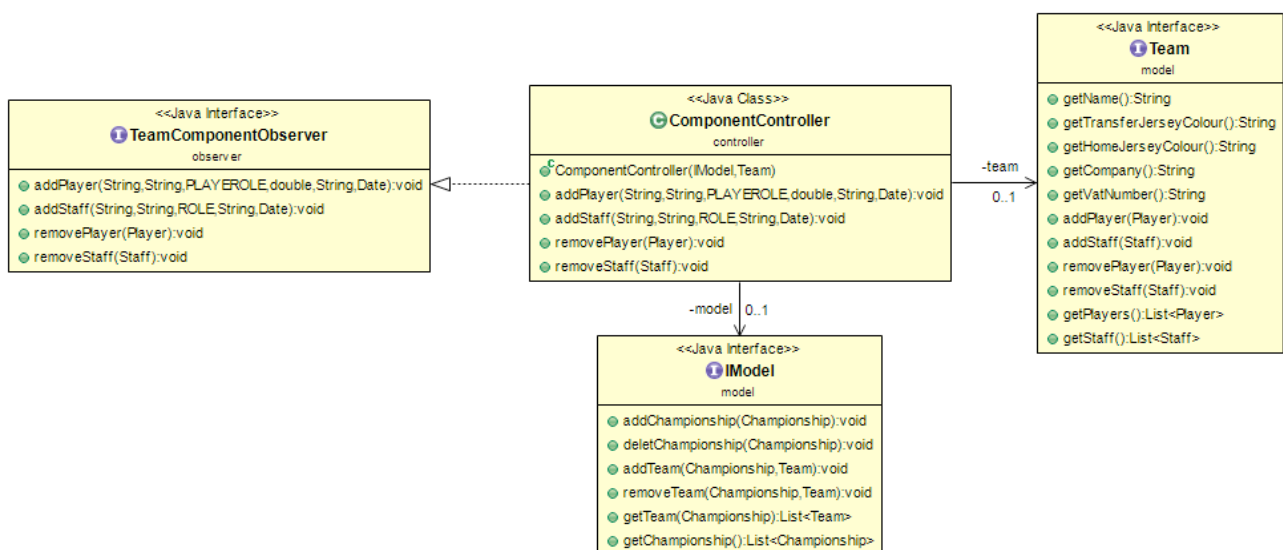 <<Java Interface>>
TeamComponentObserver
observer
addPlayer(String,String,PLAYEROLE,double,String,Date):void
addStaff(String,String,ROLE,String,Date):void
removePlayer(Player):void
removeStaff(Staff):void
<<Java Class>>
ComponentController
controller
ComponentController(IModel,Team)
addPlayer(String,String,PLAYEROLE,double,String,Date):void
addStaff(String,String,ROLE,String,Date):void
removePlayer(Player):void
removeStaff(Staff):void
-team
0..1
<<Java Interface>>
Team
model
getName():String
getTransferJerseyColour():String
getHomeJerseyColour():String
getCompany():String
getVatNumber():String
addPlayer(Player):void
addStaff(Staff):void
removePlayer(Player):void
removeStaff(Staff):void
getPlayers():List<Player>
getStaff():List<Staff>
-model 0..1
<<Java Interface>>
IModel
model
addChampionship(Championship):void
deletChampionship(Championship):void
addTeam(Championship,Team):void
removeTeam(Championship,Team):void
getTeam(Championship):List<Team>
getChampionship():List<Championship>